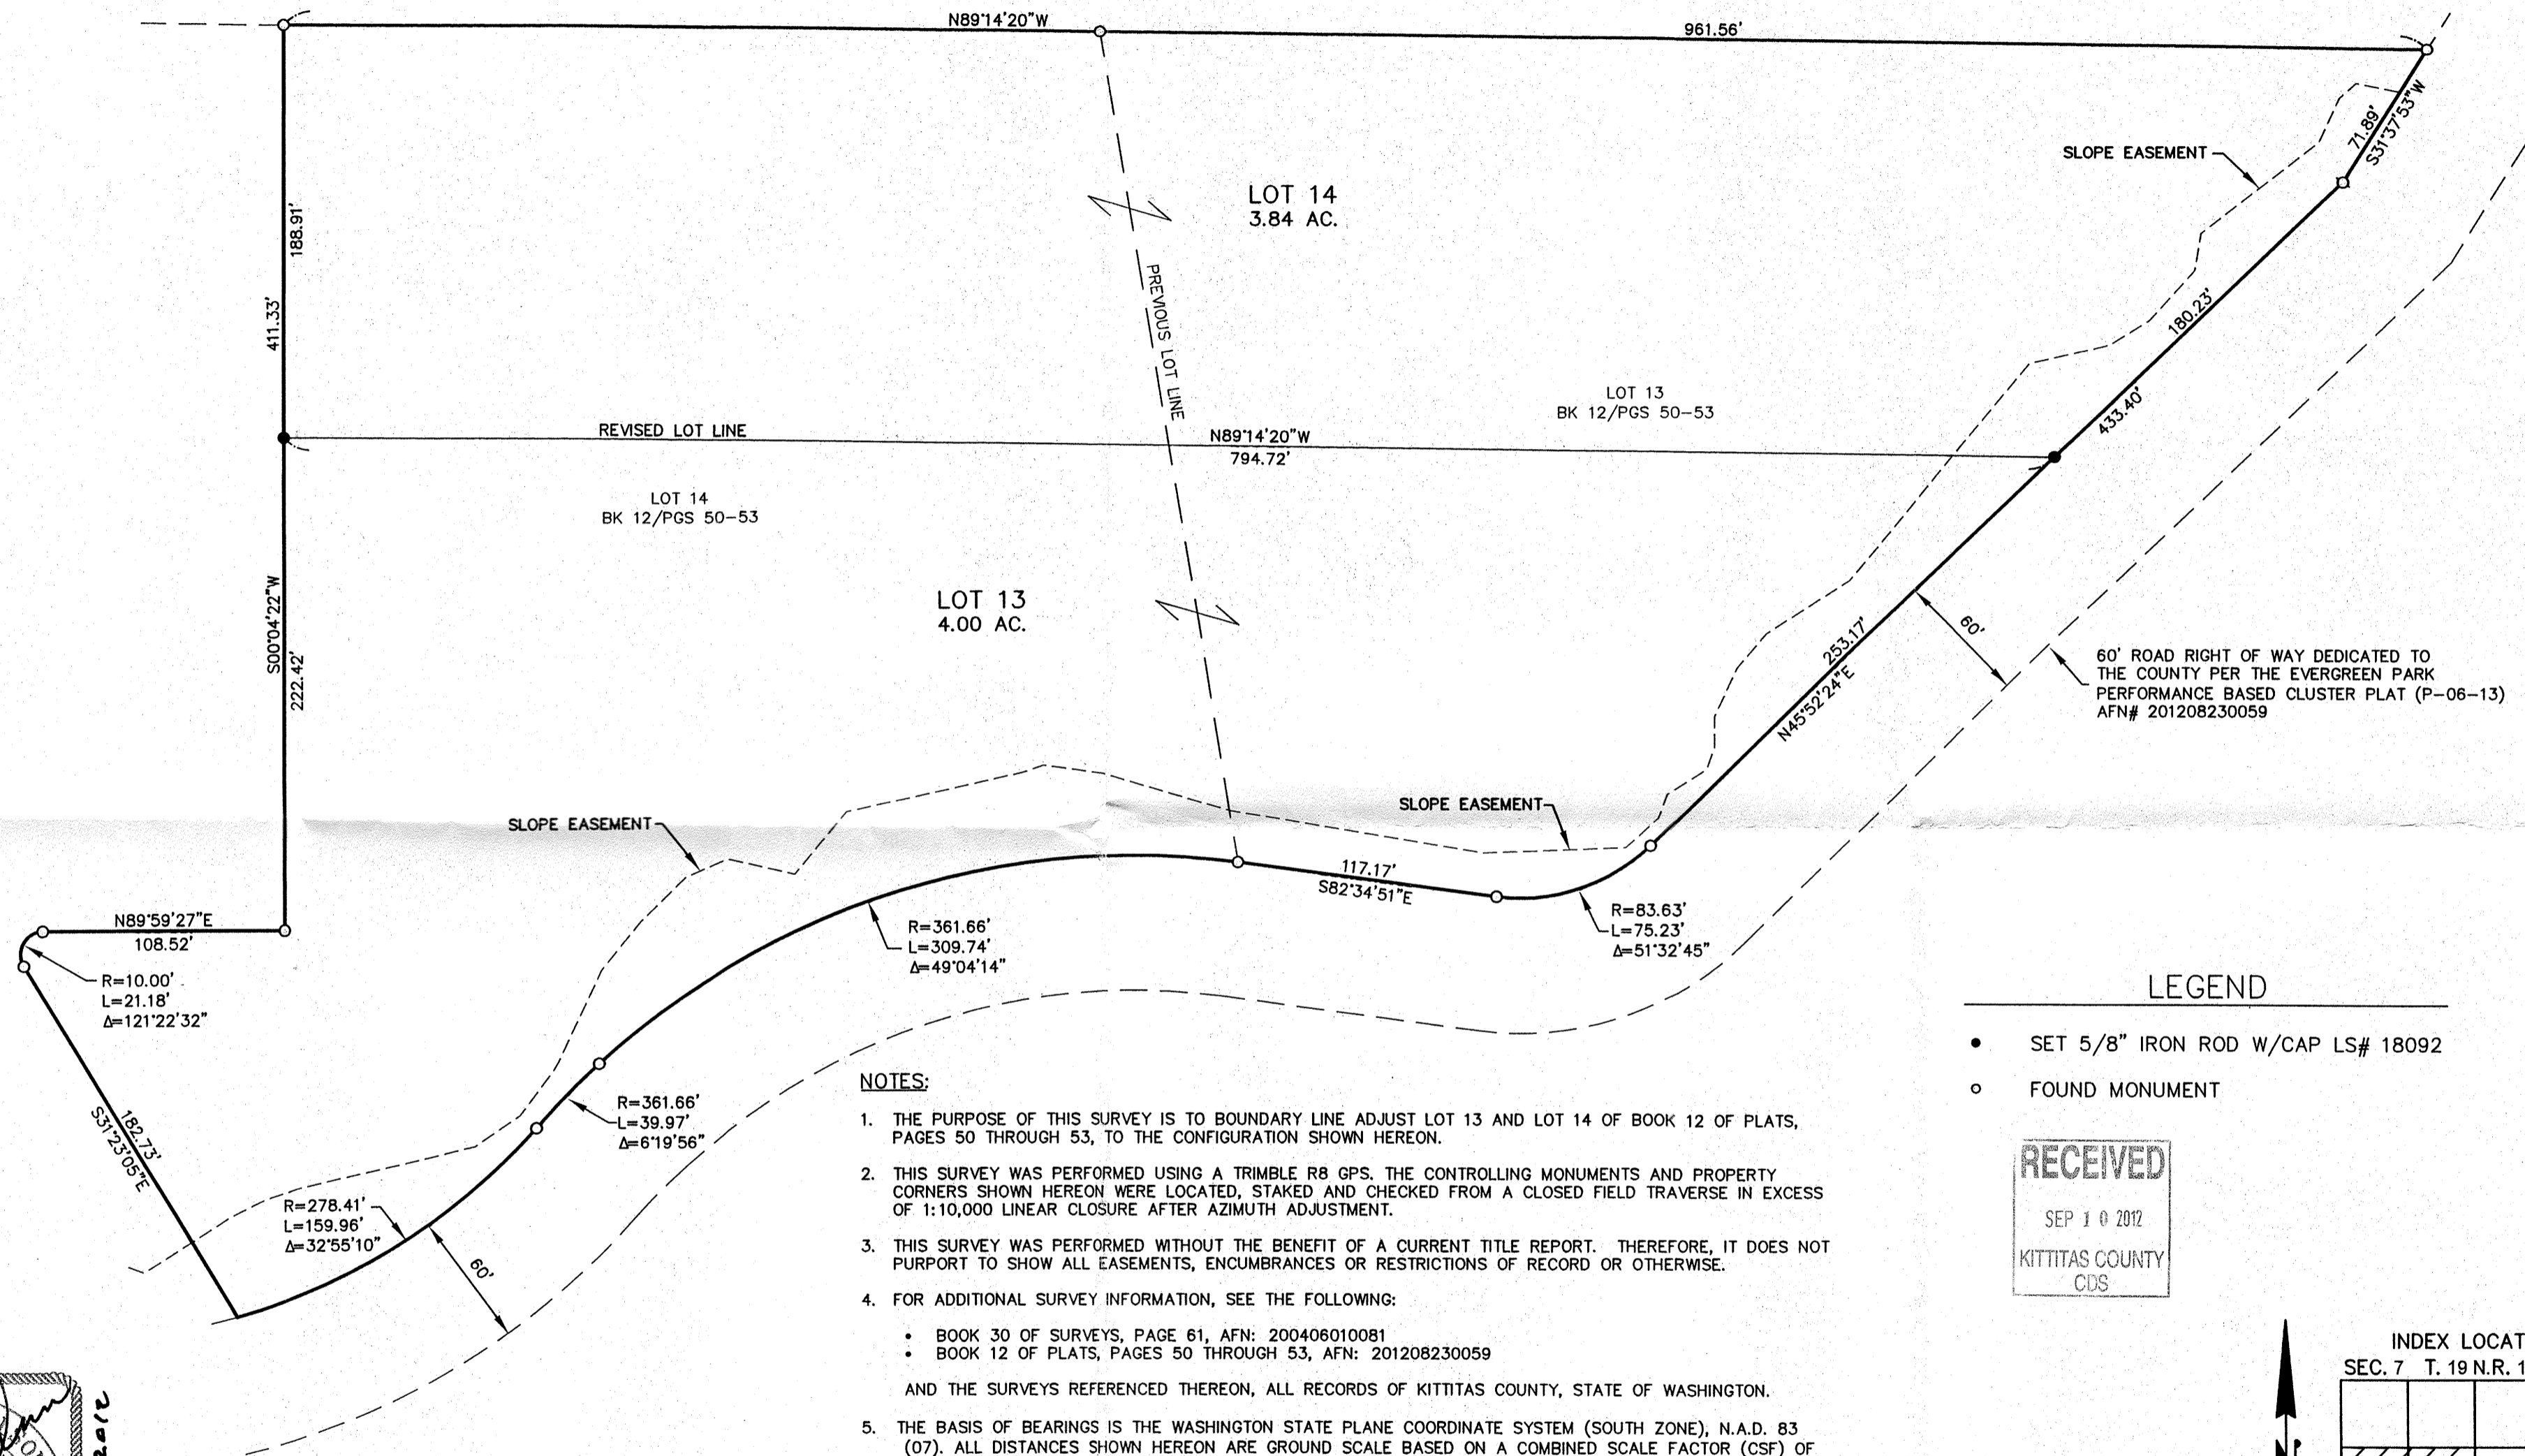 N89°14'20"W
961.56'
71.89'
S31°37'53"W
SLOPE EASEMENT
188.91'
LOT 14
3.84 AC.
PREVIOUS LOT LINE
411.33'
180.23'
433.40'
LOT 13
BK 12/PGS 50-53
REVISED LOT LINE
N89°14'20"W
794.72'
LOT 14
BK 12/PGS 50-53
S00°04'22"W
222.42'
LOT 13
4.00 AC.
253.17'
N45°52'24"E
60'
60' ROAD RIGHT OF WAY DEDICATED TO
THE COUNTY PER THE EVERGREEN PARK
PERFORMANCE BASED CLUSTER PLAT (P-06-13)
AFN# 201208230059
SLOPE EASEMENT
SLOPE EASEMENT
117.17'
S82°34'51"E
N89°59'27"E
108.52'
R=10.00'
L=21.18'
Δ=121°22'32"
R=361.66'
L=309.74'
Δ=49°04'14"
R=83.63'
L=75.23'
Δ=51°32'45"
182.73'
S31°23'05"E
R=361.66'
L=39.97'
Δ=6°19'56"
R=278.41'
L=159.96'
Δ=32°55'10"
60'
LEGEND
SET 5/8" IRON ROD W/CAP LS# 18092
FOUND MONUMENT
RECEIVED
SEP 10 2012
KITTITAS COUNTY
CDS
NOTES:
1. THE PURPOSE OF THIS SURVEY IS TO BOUNDARY LINE ADJUST LOT 13 AND LOT 14 OF BOOK 12 OF PLATS,
PAGES 50 THROUGH 53, TO THE CONFIGURATION SHOWN HEREON.
2. THIS SURVEY WAS PERFORMED USING A TRIMBLE R8 GPS. THE CONTROLLING MONUMENTS AND PROPERTY
CORNERS SHOWN HEREON WERE LOCATED, STAKED AND CHECKED FROM A CLOSED FIELD TRAVERSE IN EXCESS
OF 1:10,000 LINEAR CLOSURE AFTER AZIMUTH ADJUSTMENT.
3. THIS SURVEY WAS PERFORMED WITHOUT THE BENEFIT OF A CURRENT TITLE REPORT. THEREFORE, IT DOES NOT
PURPORT TO SHOW ALL EASEMENTS, ENCUMBRANCES OR RESTRICTIONS OF RECORD OR OTHERWISE.
4. FOR ADDITIONAL SURVEY INFORMATION, SEE THE FOLLOWING:
• BOOK 30 OF SURVEYS, PAGE 61, AFN: 200406010081
• BOOK 12 OF PLATS, PAGES 50 THROUGH 53, AFN: 201208230059
AND THE SURVEYS REFERENCED THEREON, ALL RECORDS OF KITTITAS COUNTY, STATE OF WASHINGTON.
5. THE BASIS OF BEARINGS IS THE WASHINGTON STATE PLANE COORDINATE SYSTEM (SOUTH ZONE), N.A.D. 83
(07). ALL DISTANCES SHOWN HEREON ARE GROUND SCALE BASED ON A COMBINED SCALE FACTOR (CSF) OF
INDEX LOCAT
SEC. 7 T. 19 N.R. 1
2012